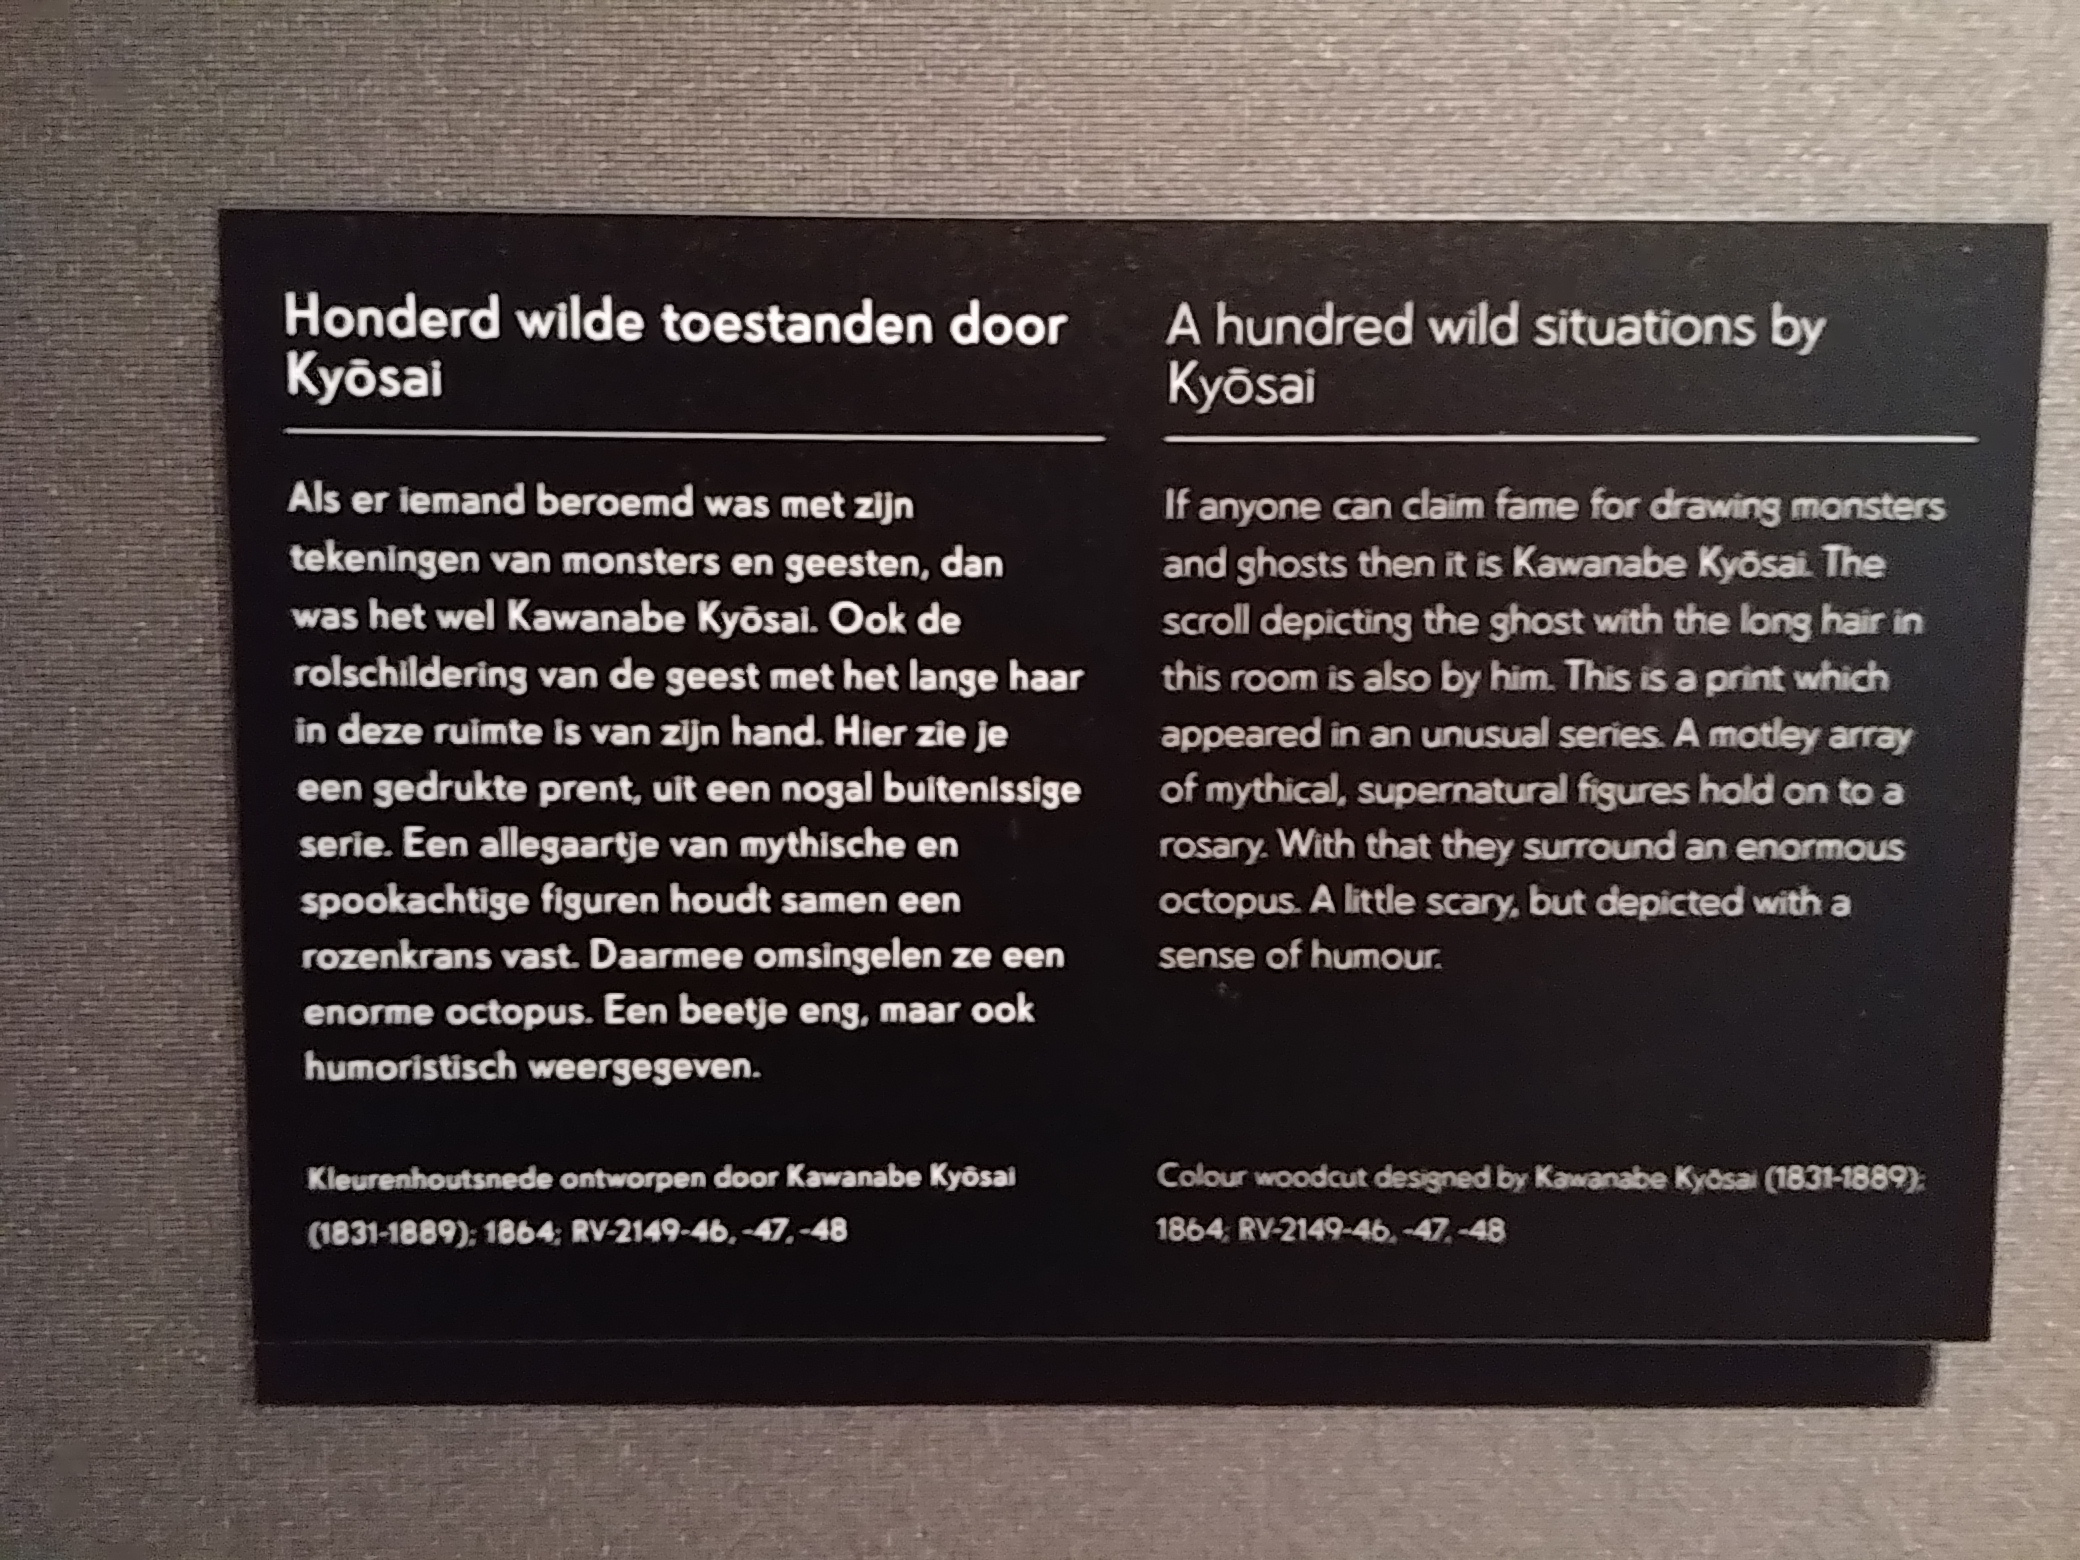 Honderd wilde toestanden door
Kyōsai
Als er iemand beroemd was met zijn
tekeningen van monsters en geesten, dan
was het wel Kawanabe Kyōsai. Ook de
rolschildering van de geest met het lange haar
in deze ruimte is van zijn hand. Hier zie je
een gedrukte prent, uit een nogal buitenissige
serie. Een allegaartje van mythische en
spookachtige figuren houdt samen een
rozenkrans vast. Daarmee omsingelen ze een
enorme octopus. Een beetje eng, maar ook
humoristisch weergegeven.
Kleurenhoutsnede ontworpen door Kawanabe Kyōsai
(1831-1889); 1864; RV-2149-46, -47, -48
A hundred wild situations by
Kyōsai
If anyone can claim fame for drawing monsters
and ghosts then it is Kawanabe Kyōsai. The
scroll depicting the ghost with the long hair in
this room is also by him. This is a print which
appeared in an unusual series. A motley array
of mythical, supernatural figures hold on to a
rosary. With that they surround an enormous
octopus. A little scary, but depicted with a
sense of humour.
Colour woodcut designed by Kawanabe Kyōsai (1831-1889);
1864; RV-2149-46, -47, -48